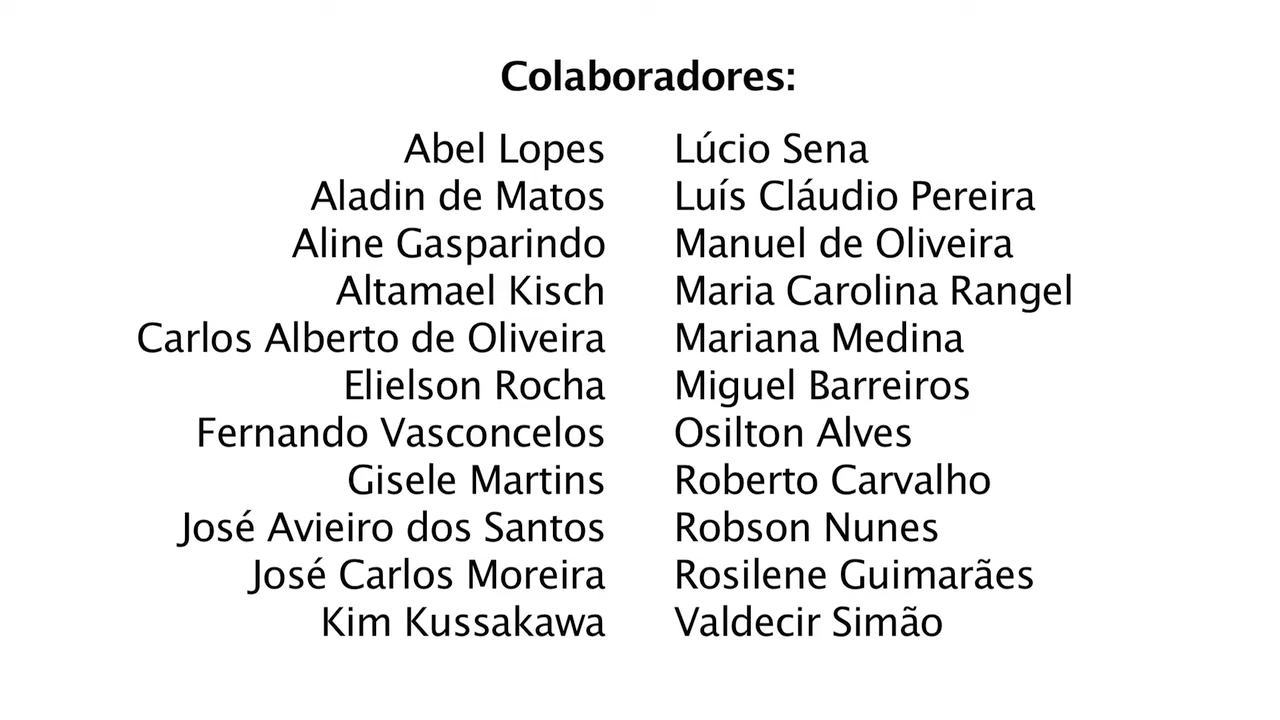 Colaboradores:
Abel Lopes
Aladin de Matos
Aline Gasparindo
Altamael Kisch
Carlos Alberto de Oliveira
Elielson Rocha
Fernando Vasconcelos
Gisele Martins
José Avieiro dos Santos
José Carlos Moreira
Kim Kussakawa
Lúcio Sena
Luís Cláudio Pereira
Manuel de Oliveira
Maria Carolina Rangel
Mariana Medina
Miguel Barreiros
Osilton Alves
Roberto Carvalho
Robson Nunes
Rosilene Guimarães
Valdecir Simão